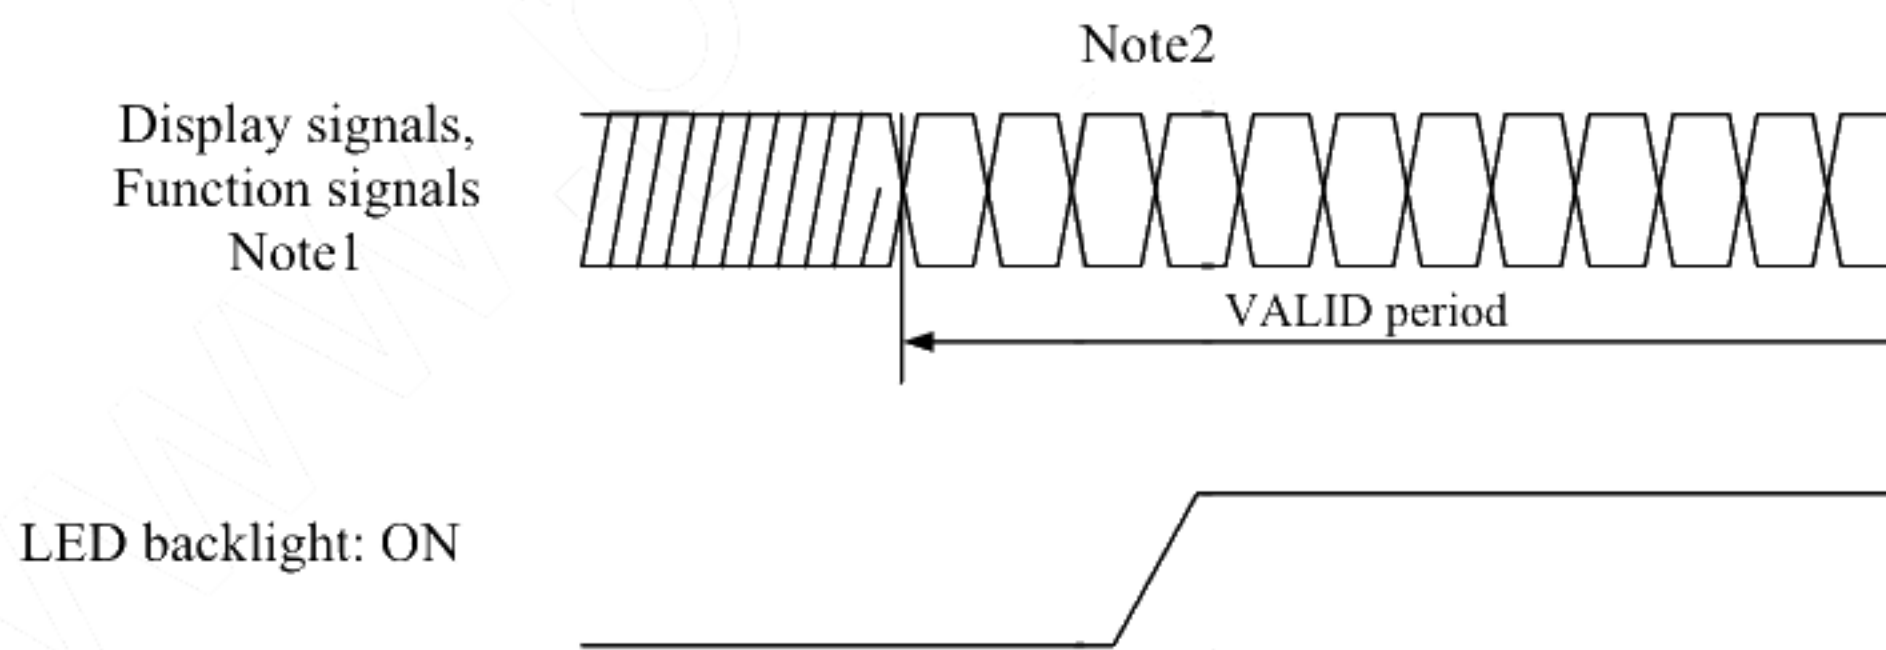 Note2
Display signals,
Function signals
Note1
VALID period
LED backlight: ON